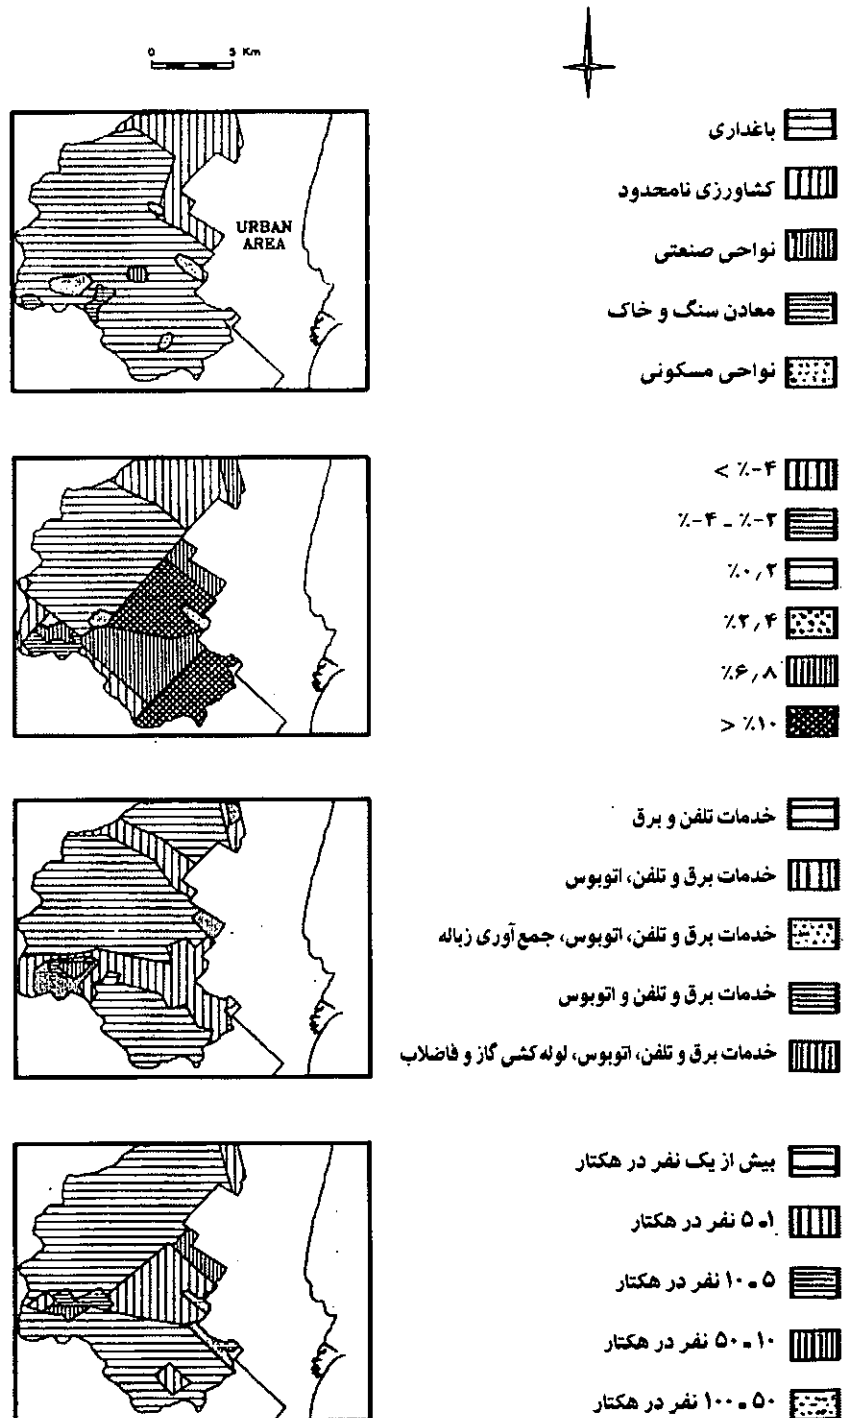 0 5 Km
URBAN
AREA
باغداری
کشاورزی نامحدود
نواحی صنعتی
معادن سنگ و خاک
نواحی مسکونی
< ٪-۴
٪-۲ - ٪-۴
٪۰٫۲
٪۲٫۴
٪۶٫۸
> ٪۱۰
خدمات تلفن و برق
خدمات برق و تلفن، اتوبوس
خدمات برق و تلفن، اتوبوس، جمع‌آوری زباله
خدمات برق و تلفن و اتوبوس
خدمات برق و تلفن، اتوبوس، لوله‌کشی گاز و فاضلاب
بیش از یک نفر در هکتار
۱ـ ۵ نفر در هکتار
۵ ـ ۱۰ نفر در هکتار
۱۰ ـ ۵۰ نفر در هکتار
۵۰ ـ ۱۰۰ نفر در هکتار